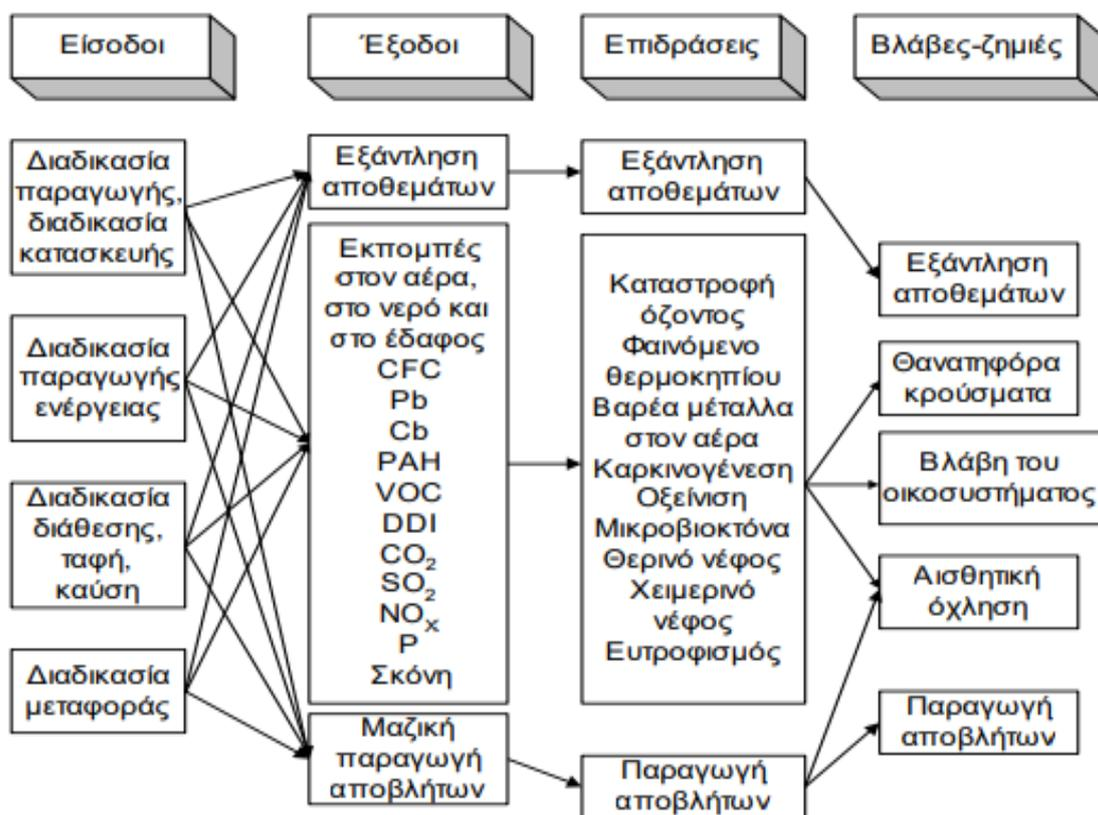 Είσοδοι
Έξοδοι
Επιδράσεις
Βλάβες-ζημιές
Διαδικασία
παραγωγής,
διαδικασία
κατασκευής
Διαδικασία
παραγωγής
ενέργειας
Διαδικασία
διάθεσης,
ταφή,
καύση
Διαδικασία
μεταφοράς
Εξάντληση
αποθεμάτων
Εκπομπές
στον αέρα,
στο νερό και
στο έδαφος
CFC
Pb
Cb
PAH
VOC
DDI
CO₂
SO₂
NOₓ
P
Σκόνη
Μαζική
παραγωγή
αποβλήτων
Εξάντληση
αποθεμάτων
Καταστροφή
όζοντος
Φαινόμενο
θερμοκηπίου
Βαρέα μέταλλα
στον αέρα
Καρκινογένεση
Οξείνιση
Μικροβιοκτόνα
Θερινό νέφος
Χειμερινό
νέφος
Ευτροφισμός
Παραγωγή
αποβλήτων
Εξάντληση
αποθεμάτων
Θανατηφόρα
κρούσματα
Βλάβη του
οικοσυστήματος
Αισθητική
όχληση
Παραγωγή
αποβλήτων